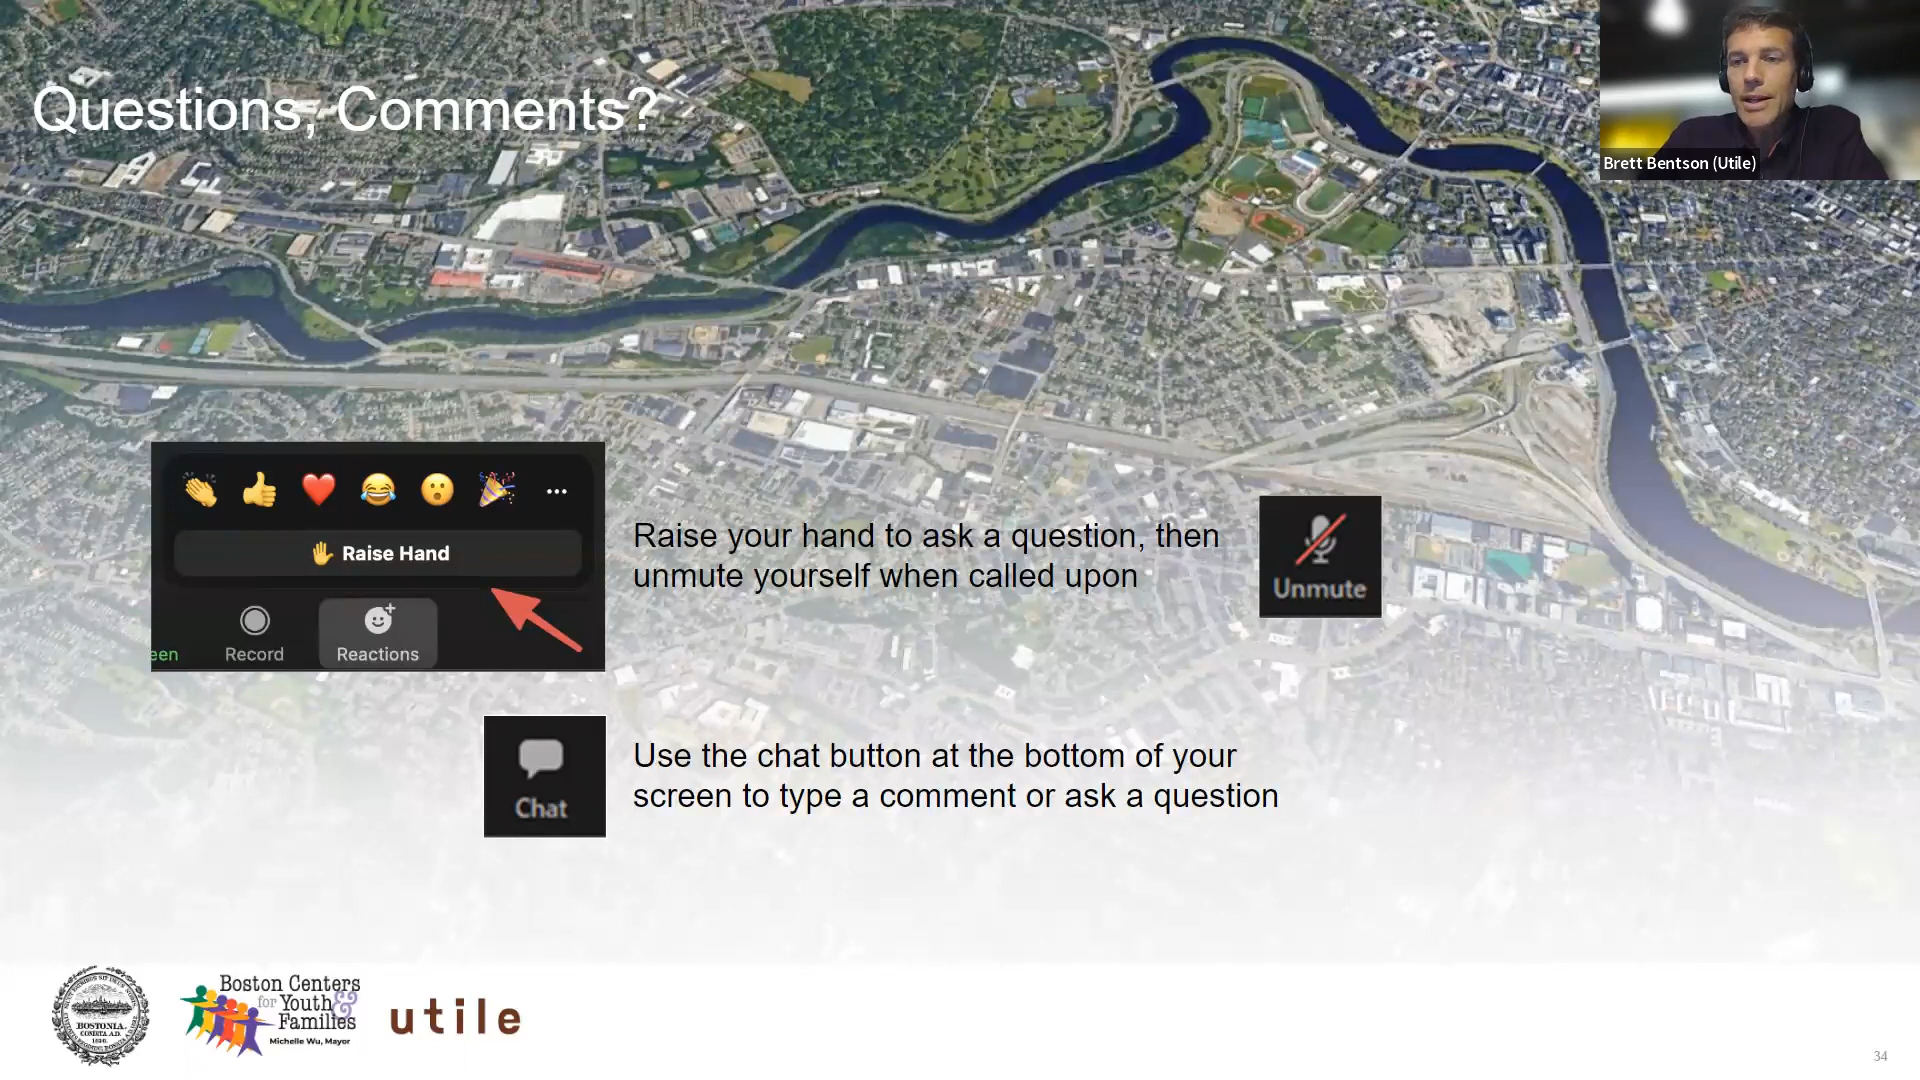 Questions, Comments?
Brett Bentson (Utile)
Raise Hand
een
Record
Reactions
Raise your hand to ask a question, then
unmute yourself when called upon
Unmute
Chat
Use the chat button at the bottom of your
screen to type a comment or ask a question
BOSTONIA.
CONDITA A.D.
Boston Centers
for Youth &
Families
Michelle Wu, Mayor
utile
34